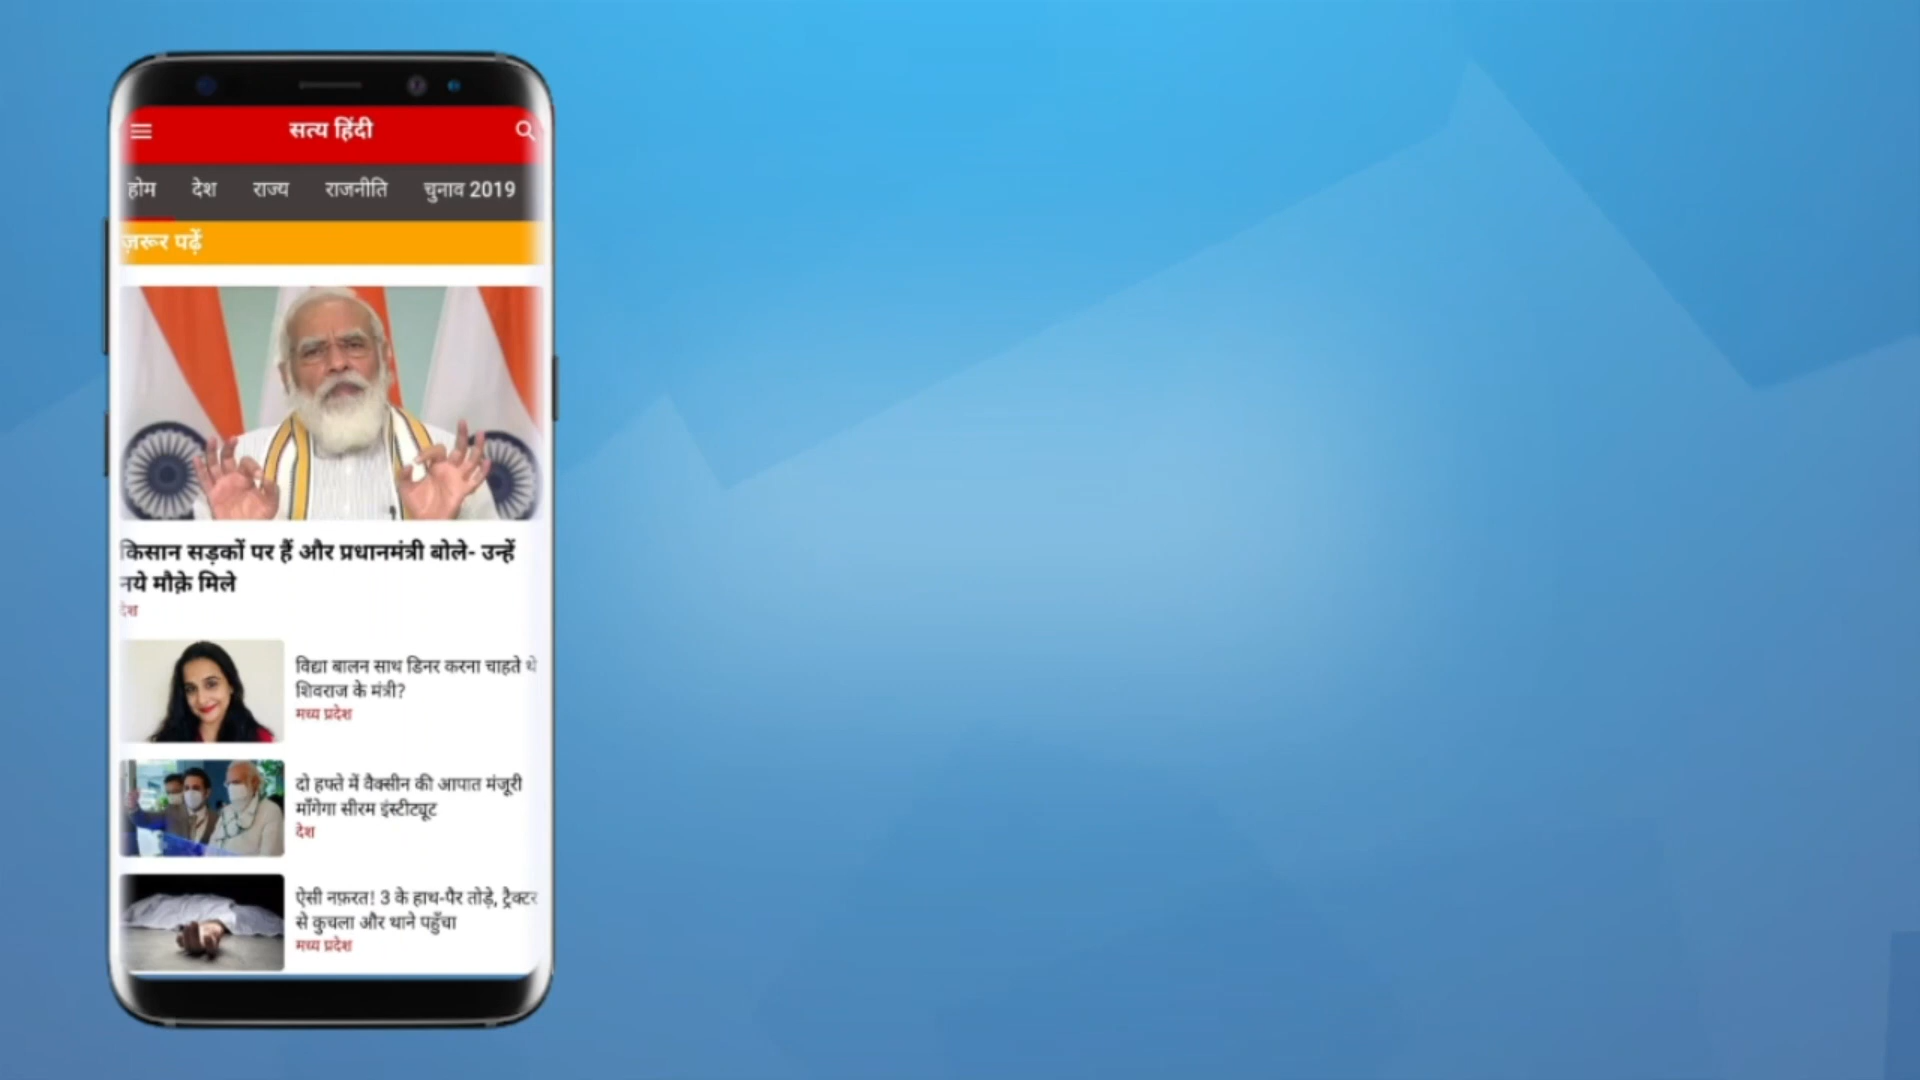 सत्य हिंदी
होम देश राज्य राजनीति चुनाव 2019
ज़रूर पढ़ें
किसान सड़कों पर हैं और प्रधानमंत्री बोले- उन्हें
नये मौक़े मिले
देश
विद्या बालन साथ डिनर करना चाहते थे
शिवराज के मंत्री?
मध्य प्रदेश
दो हफ्ते में वैक्सीन की आपात मंजूरी
माँगेगा सीरम इंस्टीट्यूट
देश
ऐसी नफ़रत! 3 के हाथ-पैर तोड़े, ट्रैक्टर
से कुचला और थाने पहुँचा
मध्य प्रदेश